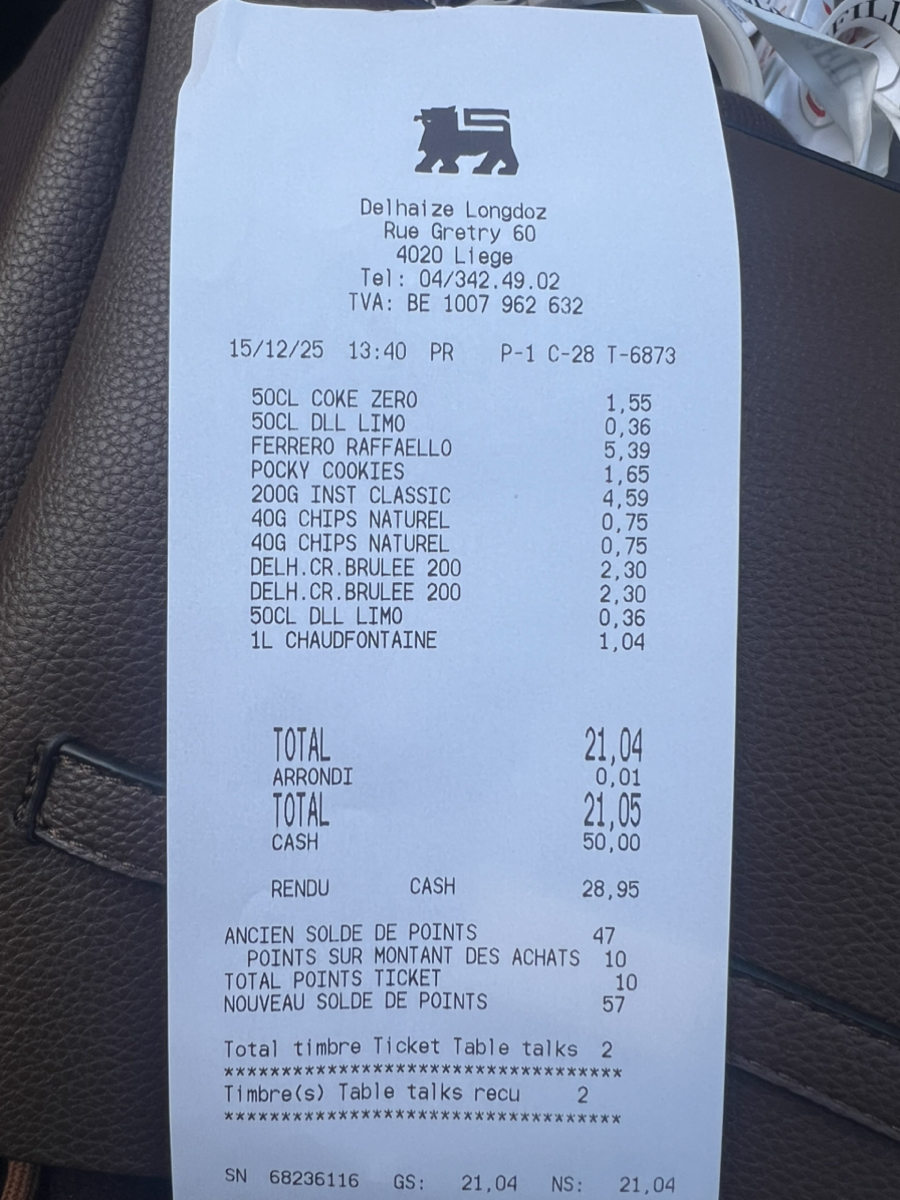 Delhaize Longdoz
Rue Gretry 60
4020 Liege
Tel: 04/342.49.02
TVA: BE 1007 962 632
15/12/25 13:40 PR P-1 C-28 T-6873
50CL COKE ZERO 1,55
50CL DLL LIMO 0,36
FERRERO RAFFAELLO 5,39
POCKY COOKIES 1,65
200G INST CLASSIC 4,59
40G CHIPS NATUREL 0,75
40G CHIPS NATUREL 0,75
DELH.CR.BRULEE 200 2,30
DELH.CR.BRULEE 200 2,30
50CL DLL LIMO 0,36
1L CHAUDFONTAINE 1,04
TOTAL 21,04
ARRONDI 0,01
TOTAL 21,05
CASH 50,00
RENDU CASH 28,95
ANCIEN SOLDE DE POINTS 47
POINTS SUR MONTANT DES ACHATS 10
TOTAL POINTS TICKET 10
NOUVEAU SOLDE DE POINTS 57
Total timbre Ticket Table talks 2
***********************************
Timbre(s) Table talks recu 2
***********************************
SN 68236116 GS: 21,04 NS: 21,04